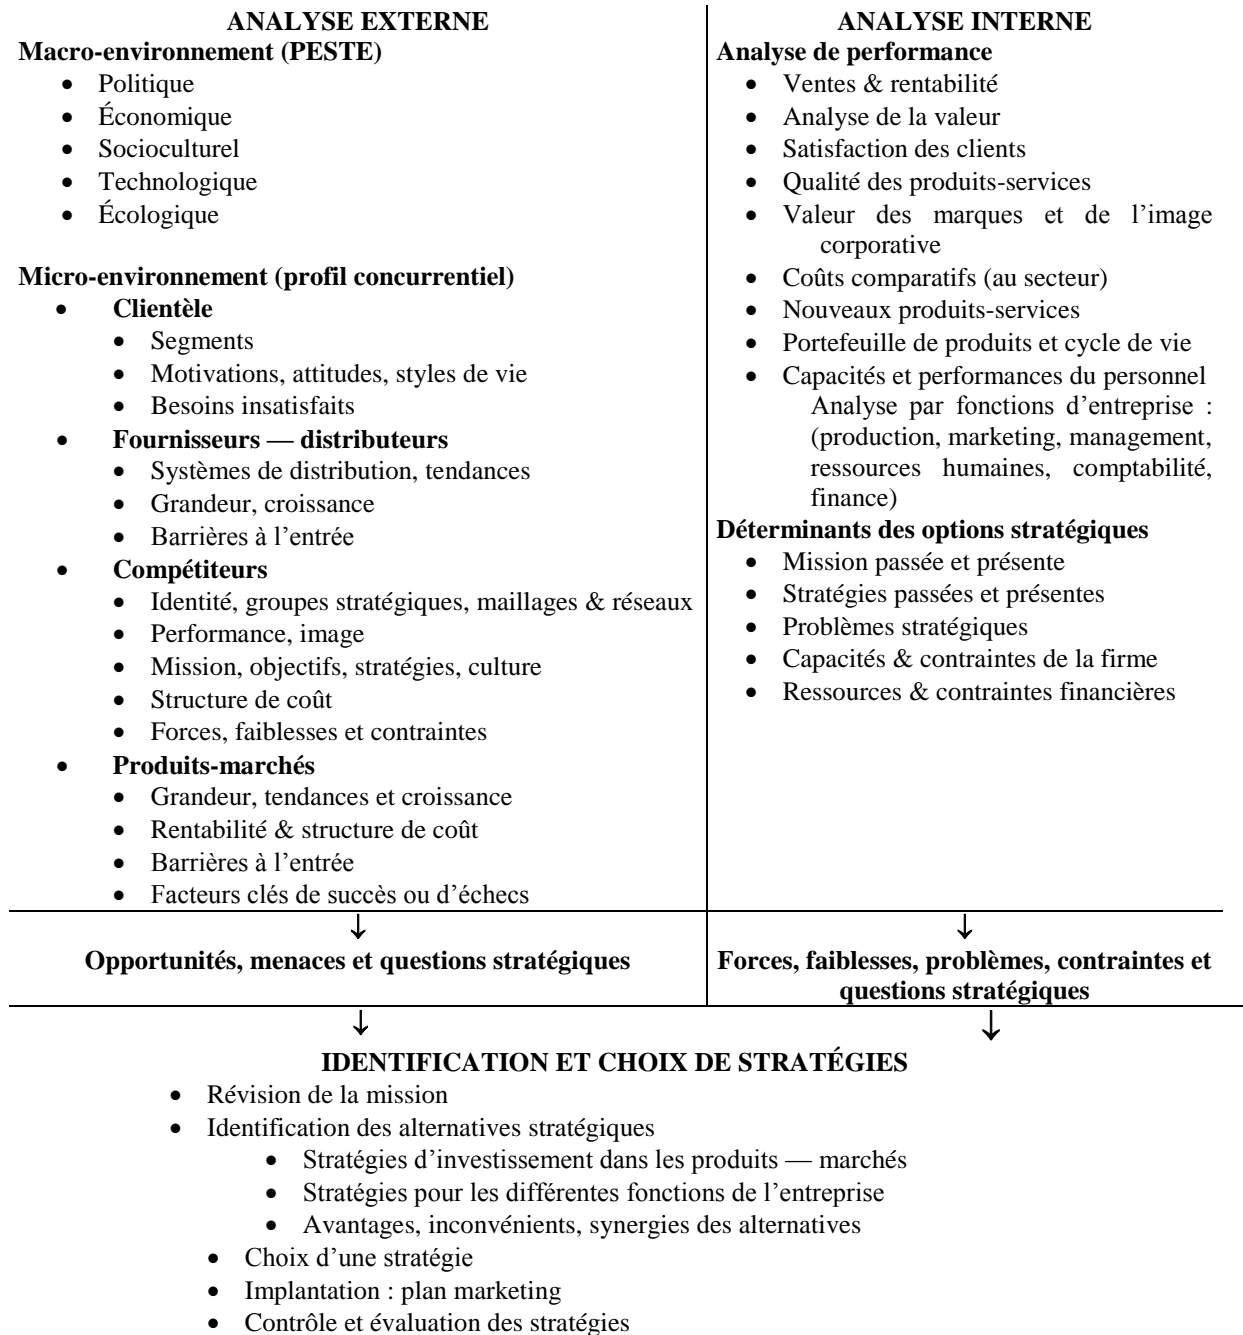 ANALYSE EXTERNE
Macro-environnement (PESTE)
• Politique
• Économique
• Socioculturel
• Technologique
• Écologique
Micro-environnement (profil concurrentiel)
• Clientèle
• Segments
• Motivations, attitudes, styles de vie
• Besoins insatisfaits
• Fournisseurs — distributeurs
• Systèmes de distribution, tendances
• Grandeur, croissance
• Barrières à l’entrée
• Compétiteurs
• Identité, groupes stratégiques, maillages & réseaux
• Performance, image
• Mission, objectifs, stratégies, culture
• Structure de coût
• Forces, faiblesses et contraintes
• Produits-marchés
• Grandeur, tendances et croissance
• Rentabilité & structure de coût
• Barrières à l’entrée
• Facteurs clés de succès ou d’échecs
↓
Opportunités, menaces et questions stratégiques
↓
ANALYSE INTERNE
Analyse de performance
• Ventes & rentabilité
• Analyse de la valeur
• Satisfaction des clients
• Qualité des produits-services
• Valeur des marques et de l’image
corporative
• Coûts comparatifs (au secteur)
• Nouveaux produits-services
• Portefeuille de produits et cycle de vie
• Capacités et performances du personnel
Analyse par fonctions d’entreprise :
(production, marketing, management,
ressources humaines, comptabilité,
finance)
Déterminants des options stratégiques
• Mission passée et présente
• Stratégies passées et présentes
• Problèmes stratégiques
• Capacités & contraintes de la firme
• Ressources & contraintes financières
↓
Forces, faiblesses, problèmes, contraintes et
questions stratégiques
↓
IDENTIFICATION ET CHOIX DE STRATÉGIES
• Révision de la mission
• Identification des alternatives stratégiques
• Stratégies d’investissement dans les produits — marchés
• Stratégies pour les différentes fonctions de l’entreprise
• Avantages, inconvénients, synergies des alternatives
• Choix d’une stratégie
• Implantation : plan marketing
• Contrôle et évaluation des stratégies